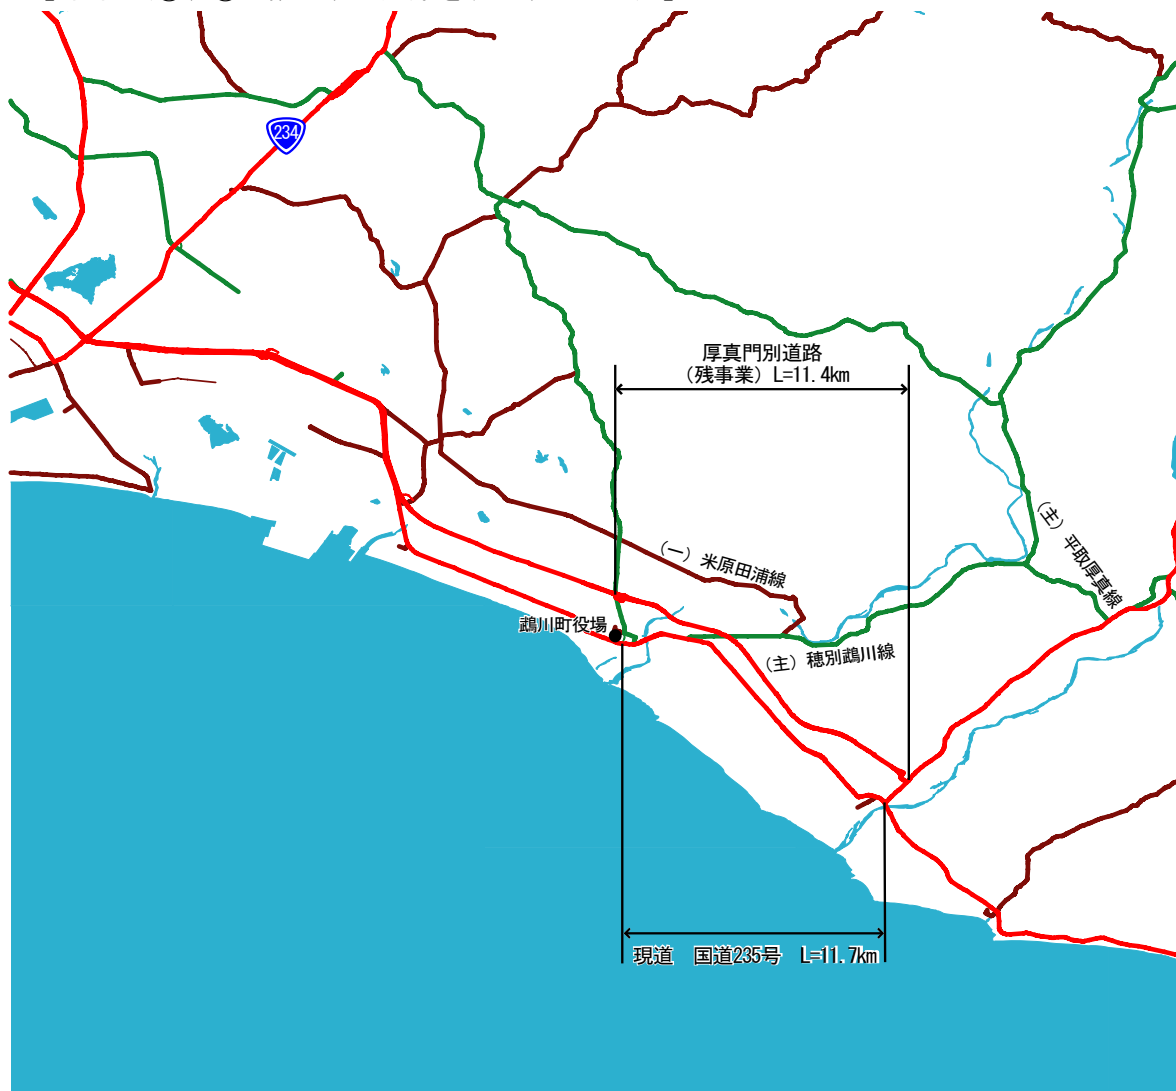 234
厚真門別道路
（残事業）L=11.4km
（主）平取厚真線
（一）米原田浦線
鵡川町役場
（主）穂別鵡川線
現道　国道235号　L=11.7km